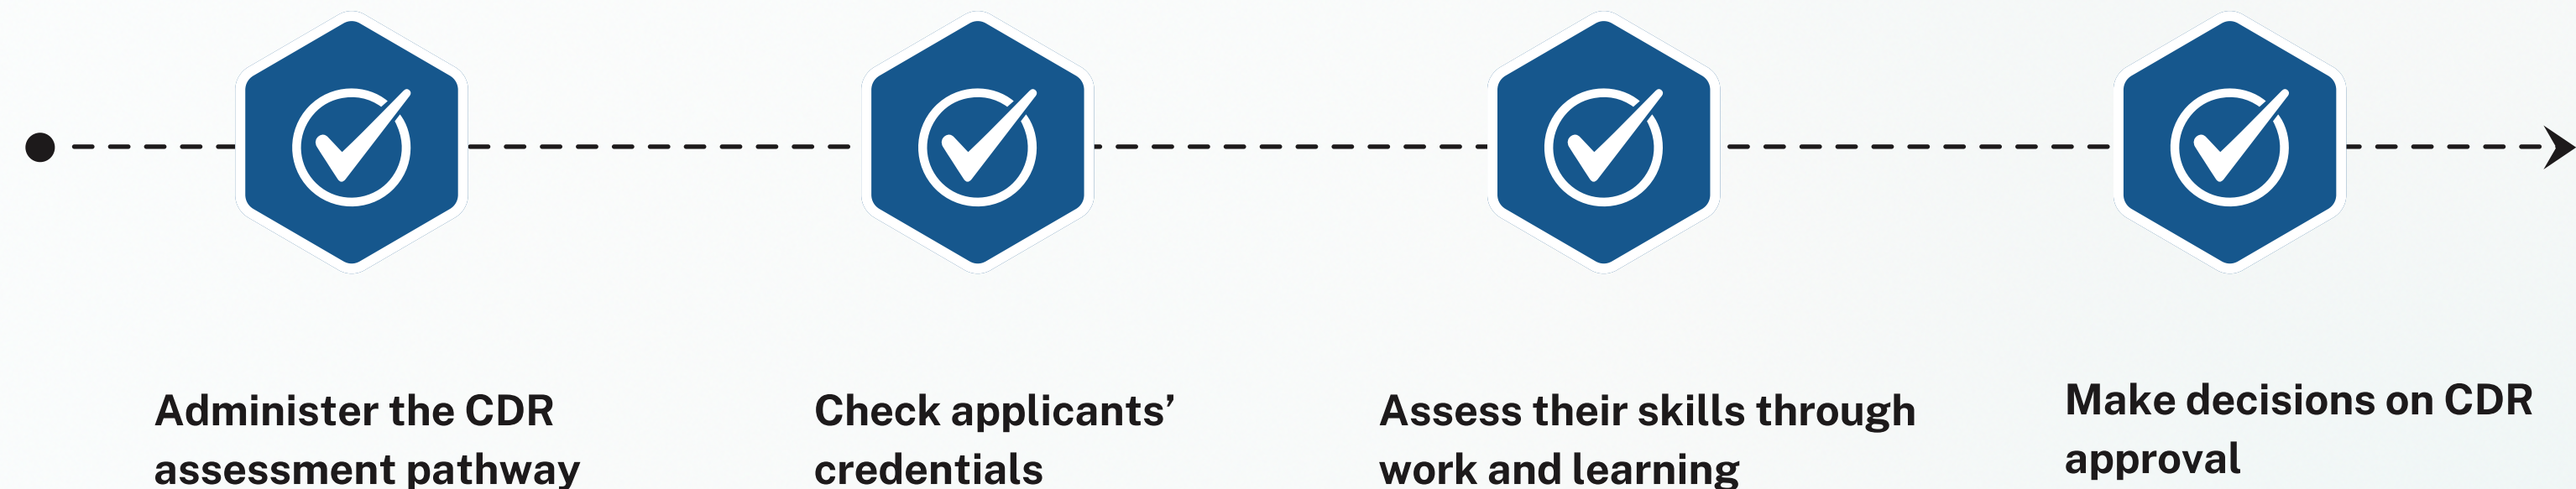 Administer the CDR
assessment pathway
Check applicants’
credentials
Assess their skills through
work and learning
Make decisions on CDR
approval